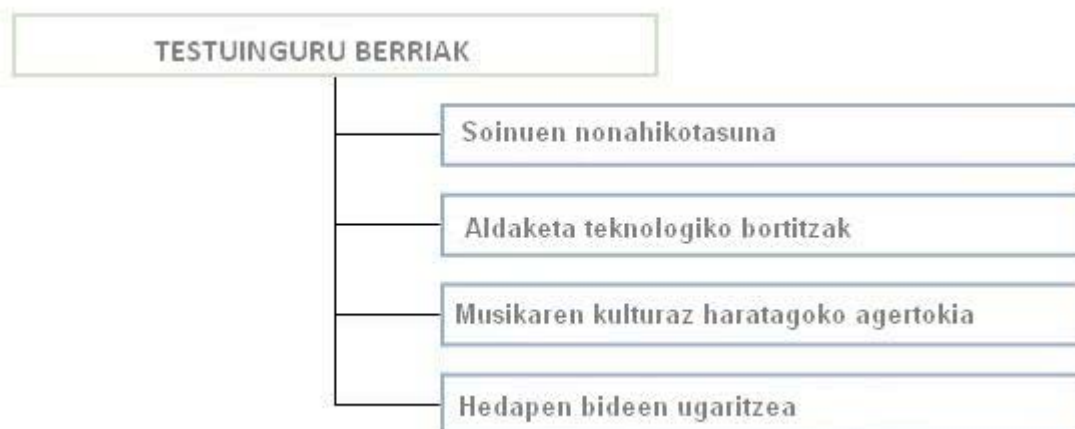 TESTUINGURU BERRIAK
Soinuen nonahikotasuna
Aldaketa teknologiko bortitzak
Musikaren kulturaz haratagoko agertokia
Hedapen bideen ugaritzea